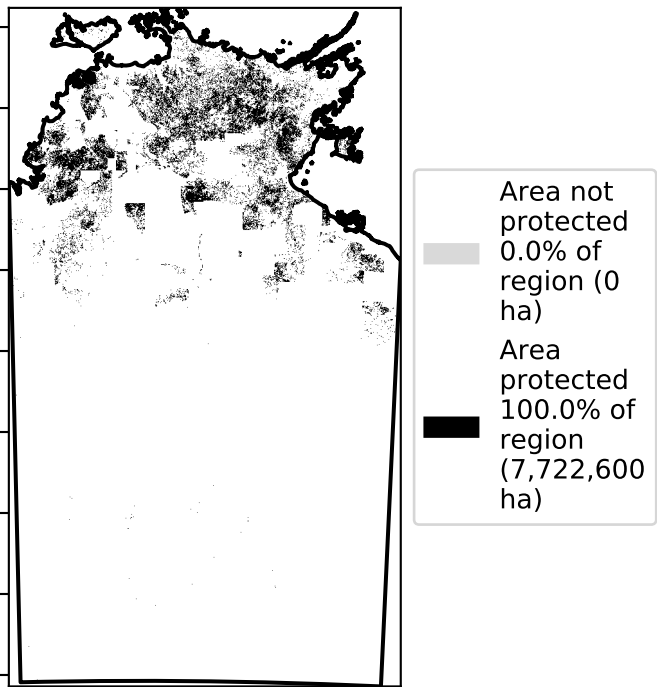 Area not
protected
0.0% of
region (0
ha)
Area
protected
100.0% of
region
(7,722,600
ha)